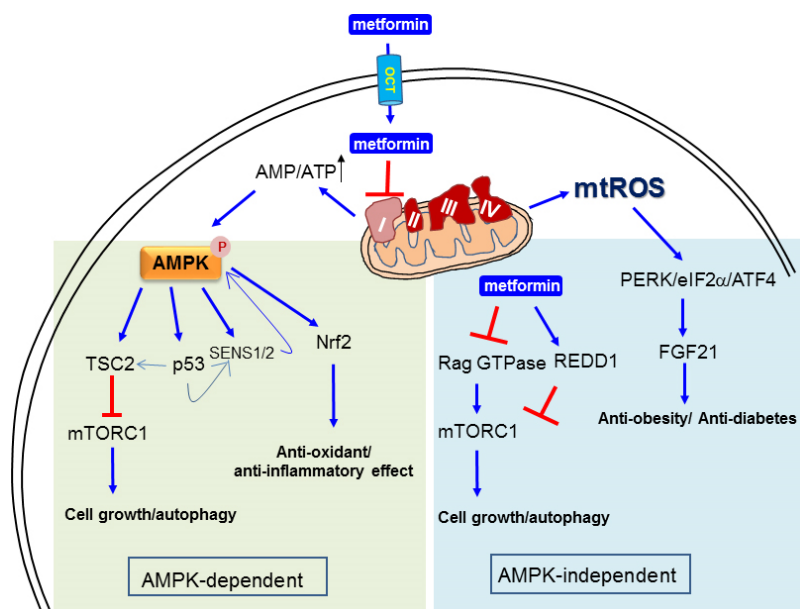 metformin
OCT
metformin
AMP/ATP
I
II
III
IV
mtROS
AMPK
P
TSC2
p53
SENS1/2
Nrf2
mTORC1
Cell growth/autophagy
Anti-oxidant/
anti-inflammatory effect
AMPK-dependent
metformin
Rag GTPase
REDD1
mTORC1
Cell growth/autophagy
PERK/eIF2α/ATF4
FGF21
Anti-obesity/ Anti-diabetes
AMPK-independent